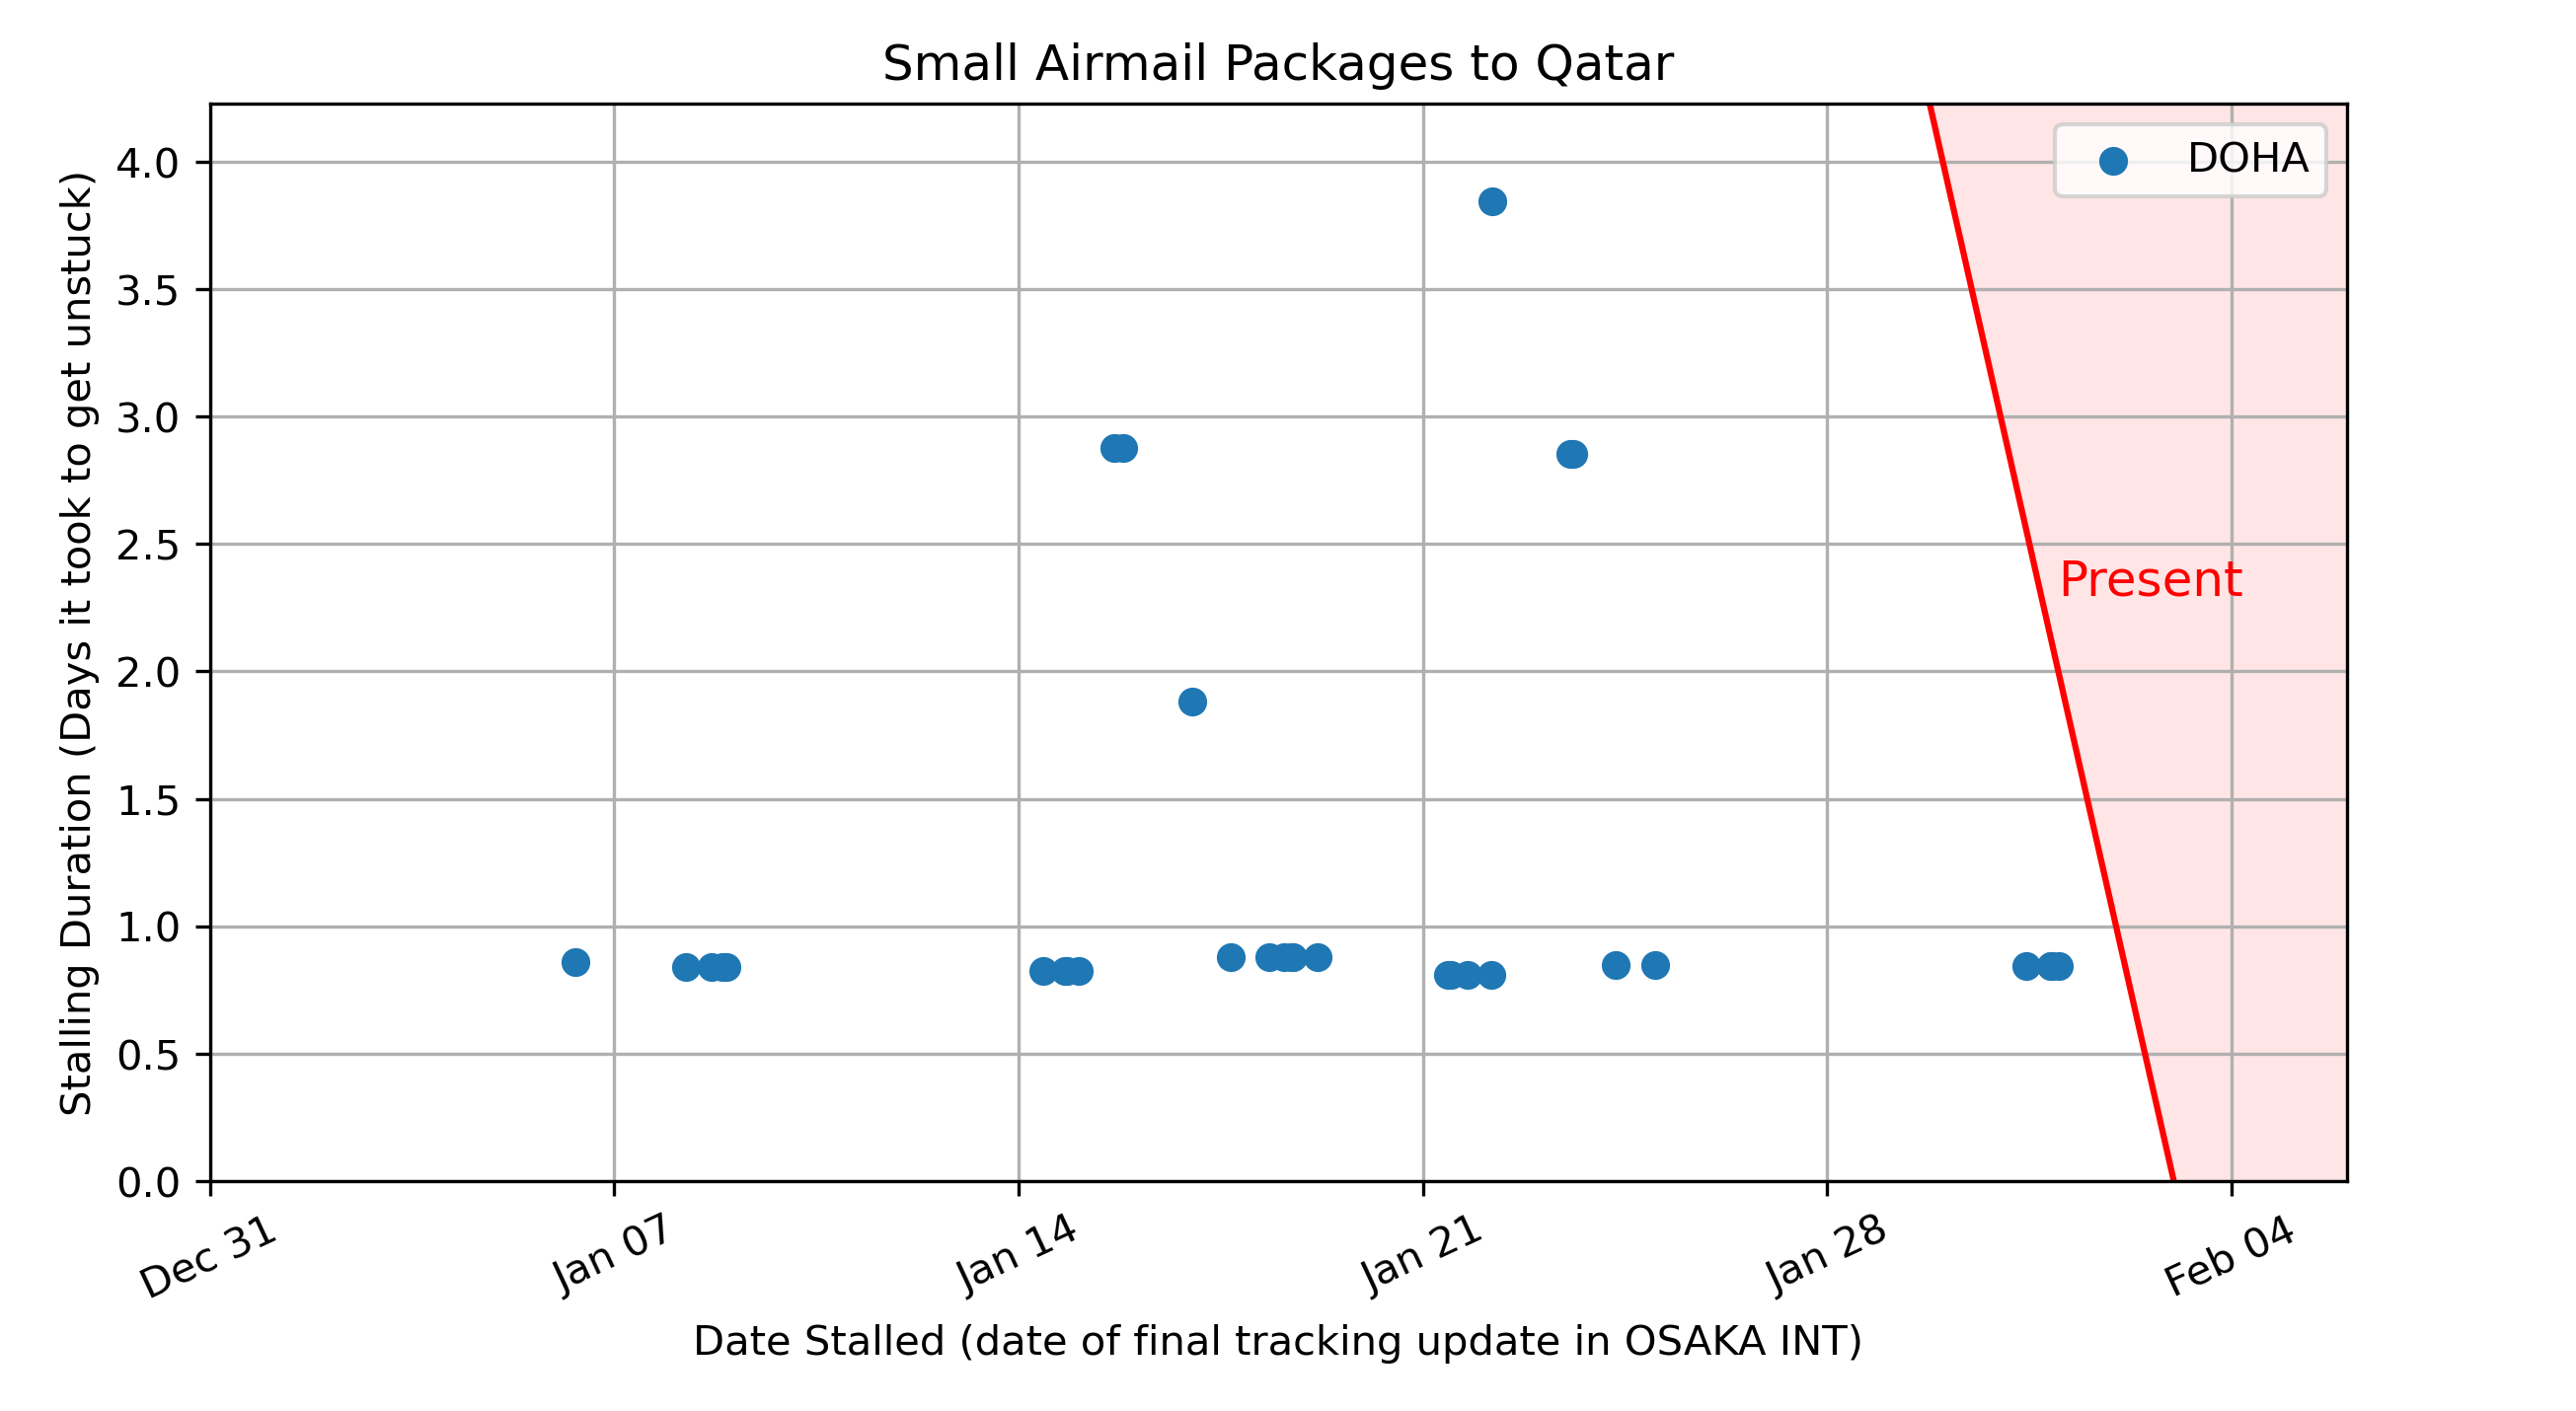 Small Airmail Packages to Qatar
DOHA
Present
Stalling Duration (Days it took to get unstuck)
4.0
3.5
3.0
2.5
2.0
1.5
1.0
0.5
0.0
Dec 31
Jan 07
Jan 14
Jan 21
Jan 28
Feb 04
Date Stalled (date of final tracking update in OSAKA INT)